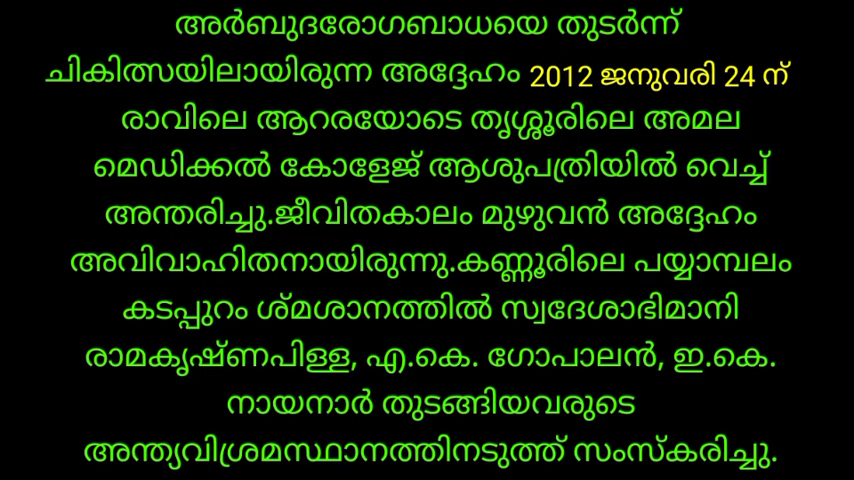 അർബുദരോഗബാധയെ തുടർന്ന്
ചികിത്സയിലായിരുന്ന അദ്ദേഹം 2012 ജനുവരി 24 ന്
രാവിലെ ആറരയോടെ തൃശ്ശൂരിലെ അമല
മെഡിക്കൽ കോളേജ് ആശുപത്രിയിൽ വെച്ച്
അന്തരിച്ചു.ജീവിതകാലം മുഴുവൻ അദ്ദേഹം
അവിവാഹിതനായിരുന്നു.കണ്ണൂരിലെ പയ്യാമ്പലം
കടപ്പുറം ശ്മശാനത്തിൽ സ്വദേശാഭിമാനി
രാമകൃഷ്ണപിള്ള, എ.കെ. ഗോപാലൻ, ഇ.കെ.
നായനാർ തുടങ്ങിയവരുടെ
അന്ത്യവിശ്രമസ്ഥാനത്തിനടുത്ത് സംസ്കരിച്ചു.